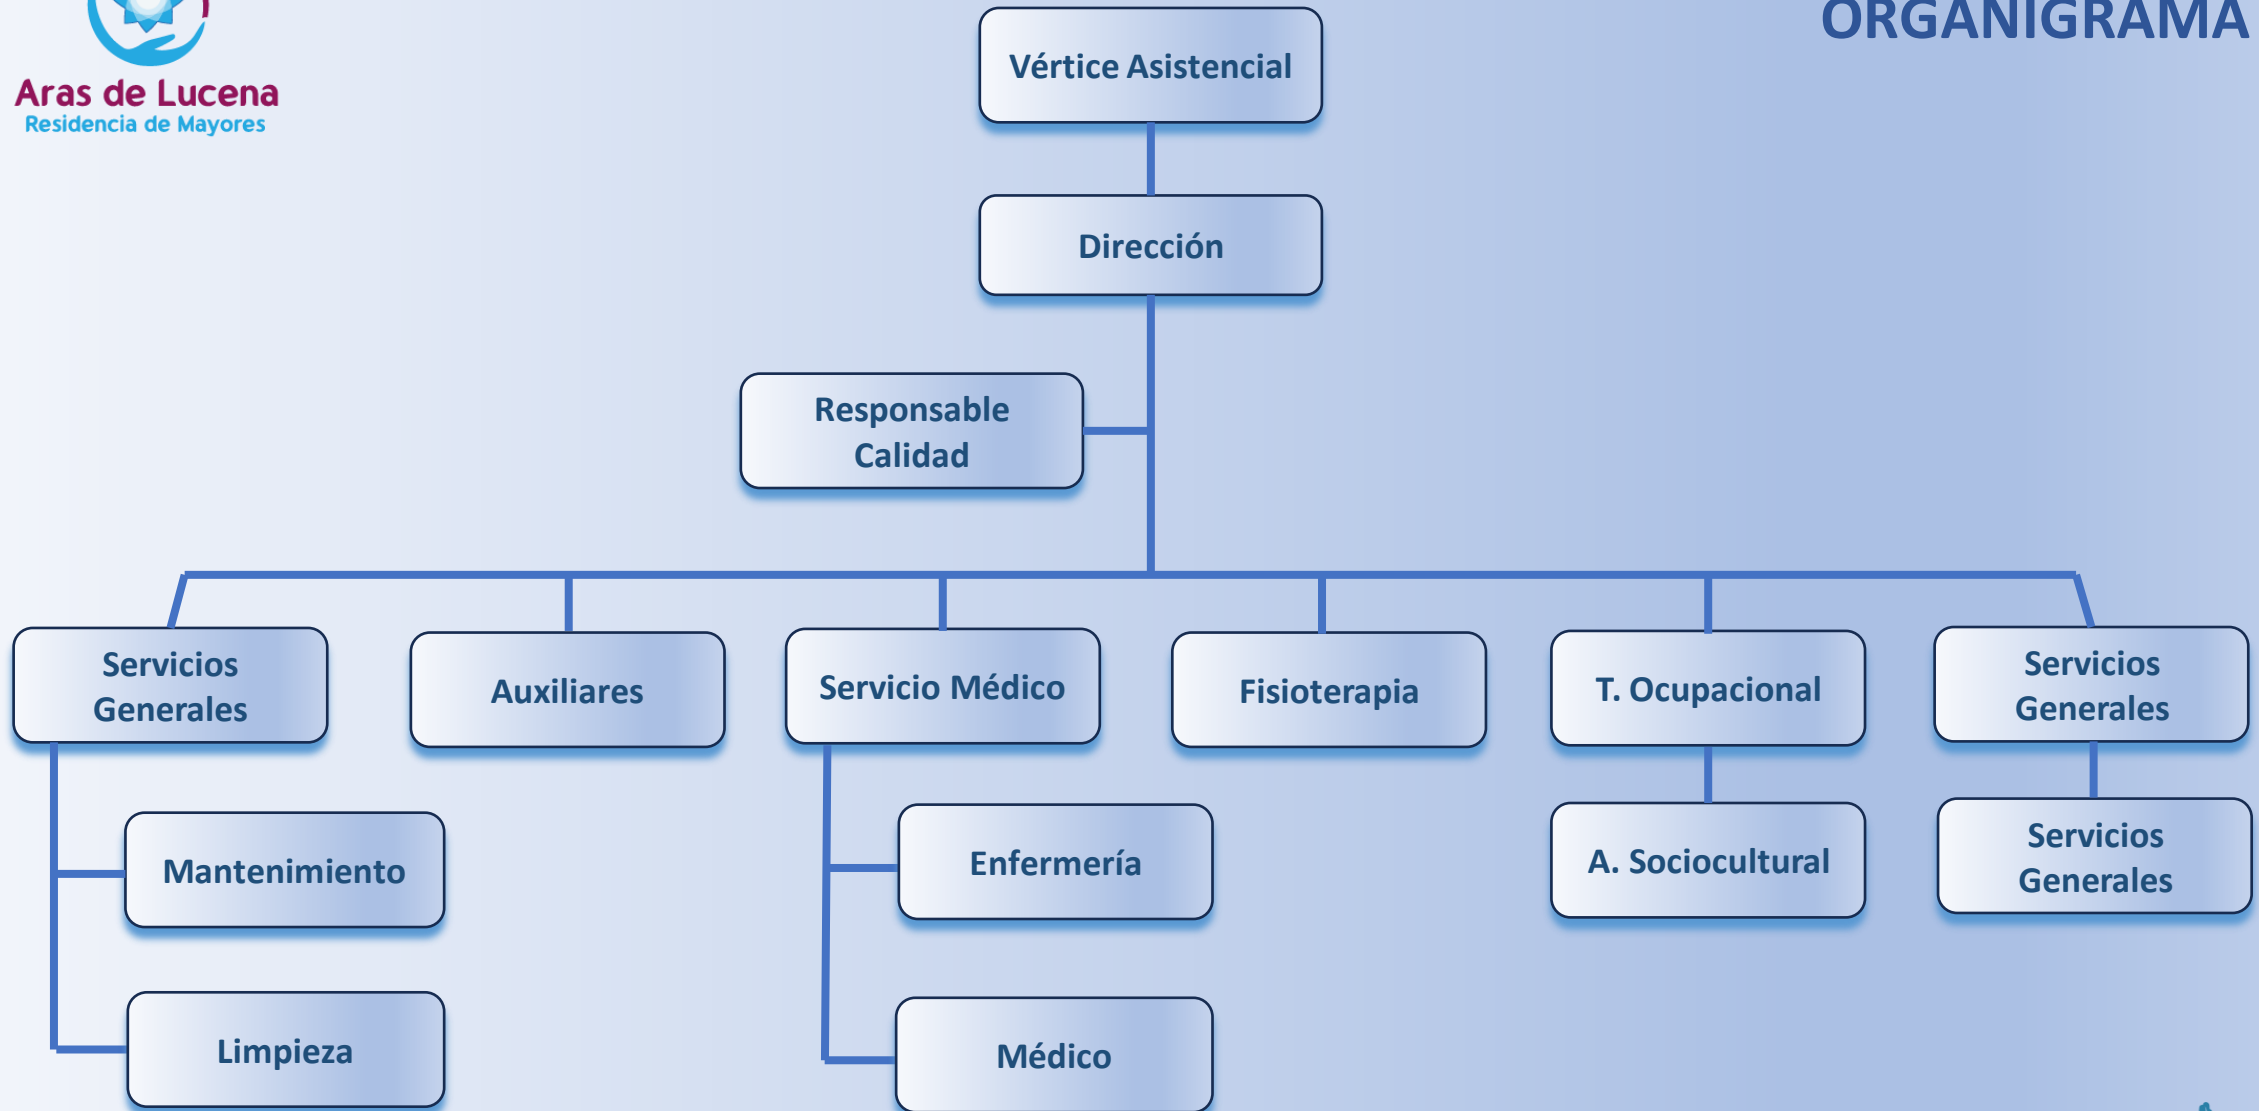 ORGANIGRAMA
Aras de Lucena
Residencia de Mayores
Vértice Asistencial
Dirección
Responsable
Calidad
Servicios
Generales
Auxiliares
Servicio Médico
Fisioterapia
T. Ocupacional
Servicios
Generales
Mantenimiento
Enfermería
A. Sociocultural
Servicios
Generales
Limpieza
Médico